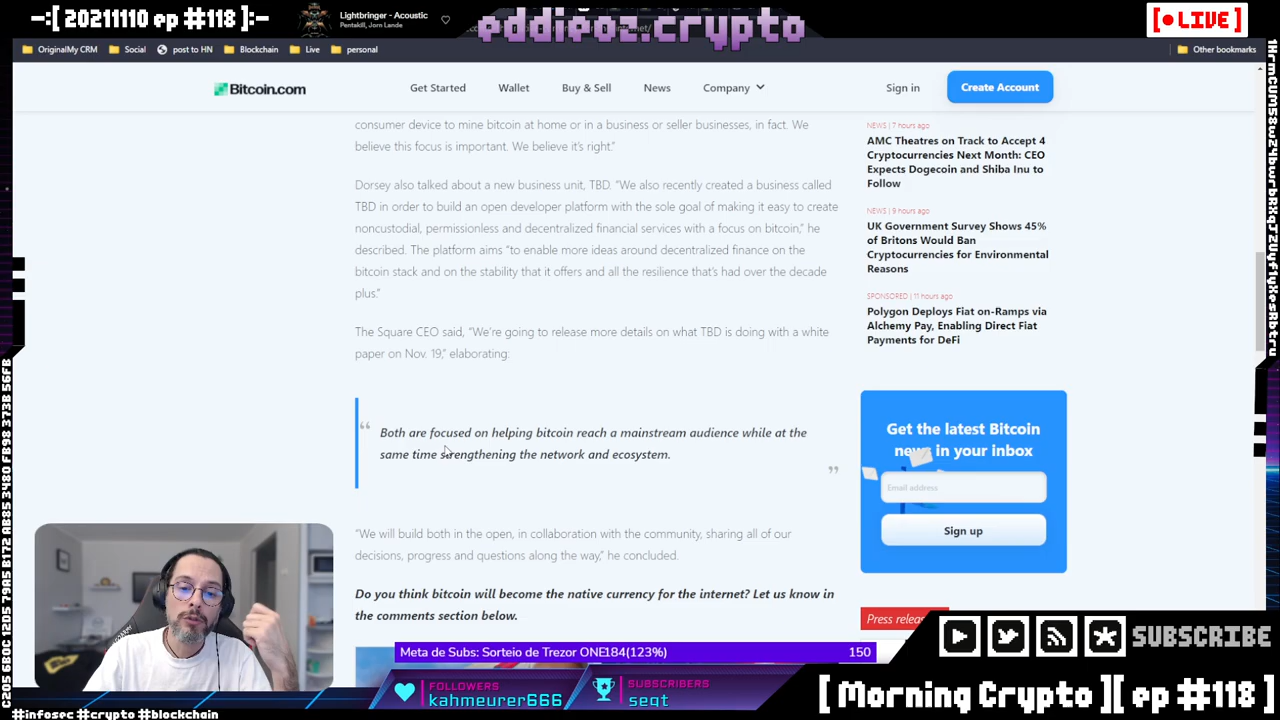 —:[ 20211110 ep #118 ]:—
Lightbringer - Acoustic
Pentakill, Jorn Lande
eddieoz.crypto
[ LIVE ]
OriginalMy CRM
Social
post to HN
Blockchain
Live
personal
Other bookmarks
Bitcoin.com
Get Started
Wallet
Buy & Sell
News
Company
Sign in
Create Account
consumer device to mine bitcoin at home or in a business or seller businesses, in fact. We
believe this focus is important. We believe it's right."
Dorsey also talked about a new business unit, TBD. "We also recently created a business called
TBD in order to build an open developer platform with the sole goal of making it easy to create
noncustodial, permissionless and decentralized financial services with a focus on bitcoin," he
described. The platform aims "to enable more ideas around decentralized finance on the
bitcoin stack and on the stability that it offers and all the resilience that's had over the decade
plus."
The Square CEO said, "We're going to release more details on what TBD is doing with a white
paper on Nov. 19," elaborating:
“ Both are focused on helping bitcoin reach a mainstream audience while at the
same time strengthening the network and ecosystem. ”
"We will build both in the open, in collaboration with the community, sharing all of our
decisions, progress and questions along the way," he concluded.
Do you think bitcoin will become the native currency for the internet? Let us know in
the comments section below.
NEWS | 7 hours ago
AMC Theatres on Track to Accept 4
Cryptocurrencies Next Month: CEO
Expects Dogecoin and Shiba Inu to
Follow
NEWS | 9 hours ago
UK Government Survey Shows 45%
of Britons Would Ban
Cryptocurrencies for Environmental
Reasons
SPONSORED | 11 hours ago
Polygon Deploys Fiat on-Ramps via
Alchemy Pay, Enabling Direct Fiat
Payments for DeFi
Get the latest Bitcoin
news in your inbox
Email address
Sign up
Meta de Subs: Sorteio de Trezor ONE184(123%)
150
FOLLOWERS
kahmeurer666
SUBSCRIBERS
seqt
SUBSCRIBE
[ Morning Crypto ][ ep #118 ]
#infosec #crypto #blockchain